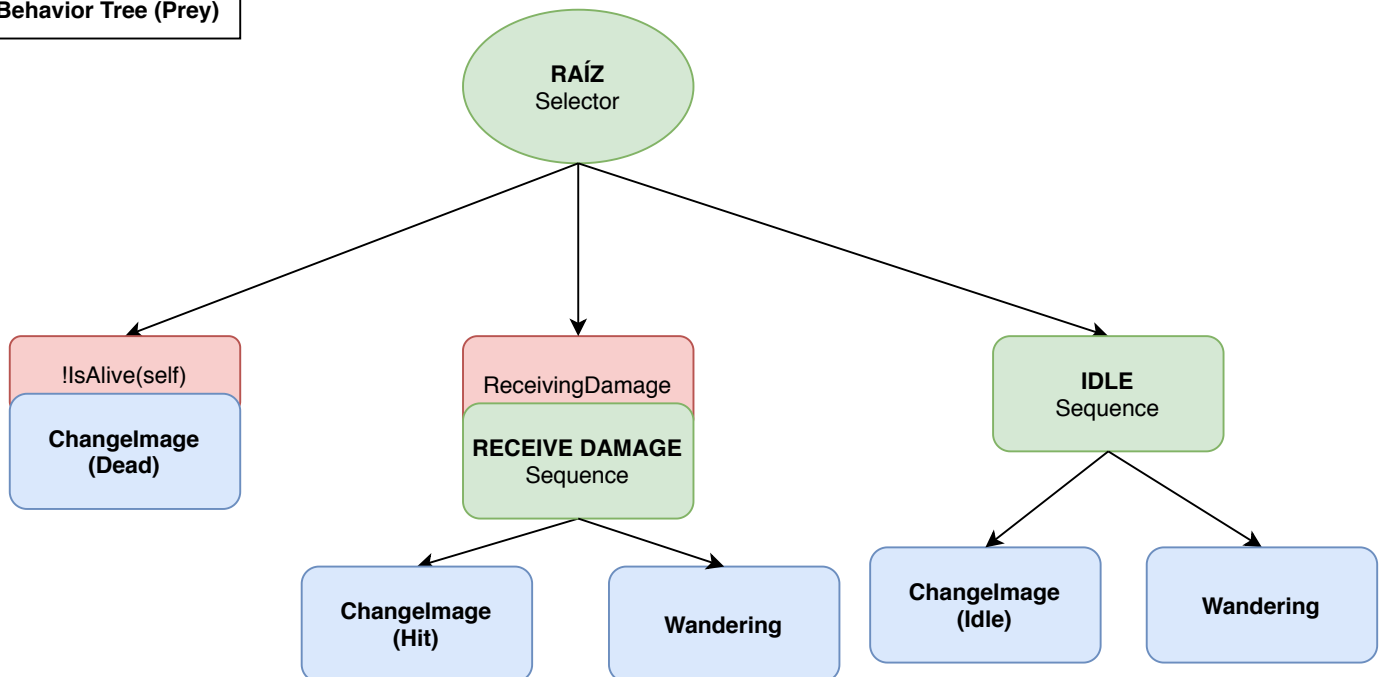 Behavior Tree (Prey)
RAÍZ
Selector
!IsAlive(self)
ChangeImage
(Dead)
ReceivingDamage
RECEIVE DAMAGE
Sequence
IDLE
Sequence
ChangeImage
(Hit)
Wandering
ChangeImage
(Idle)
Wandering